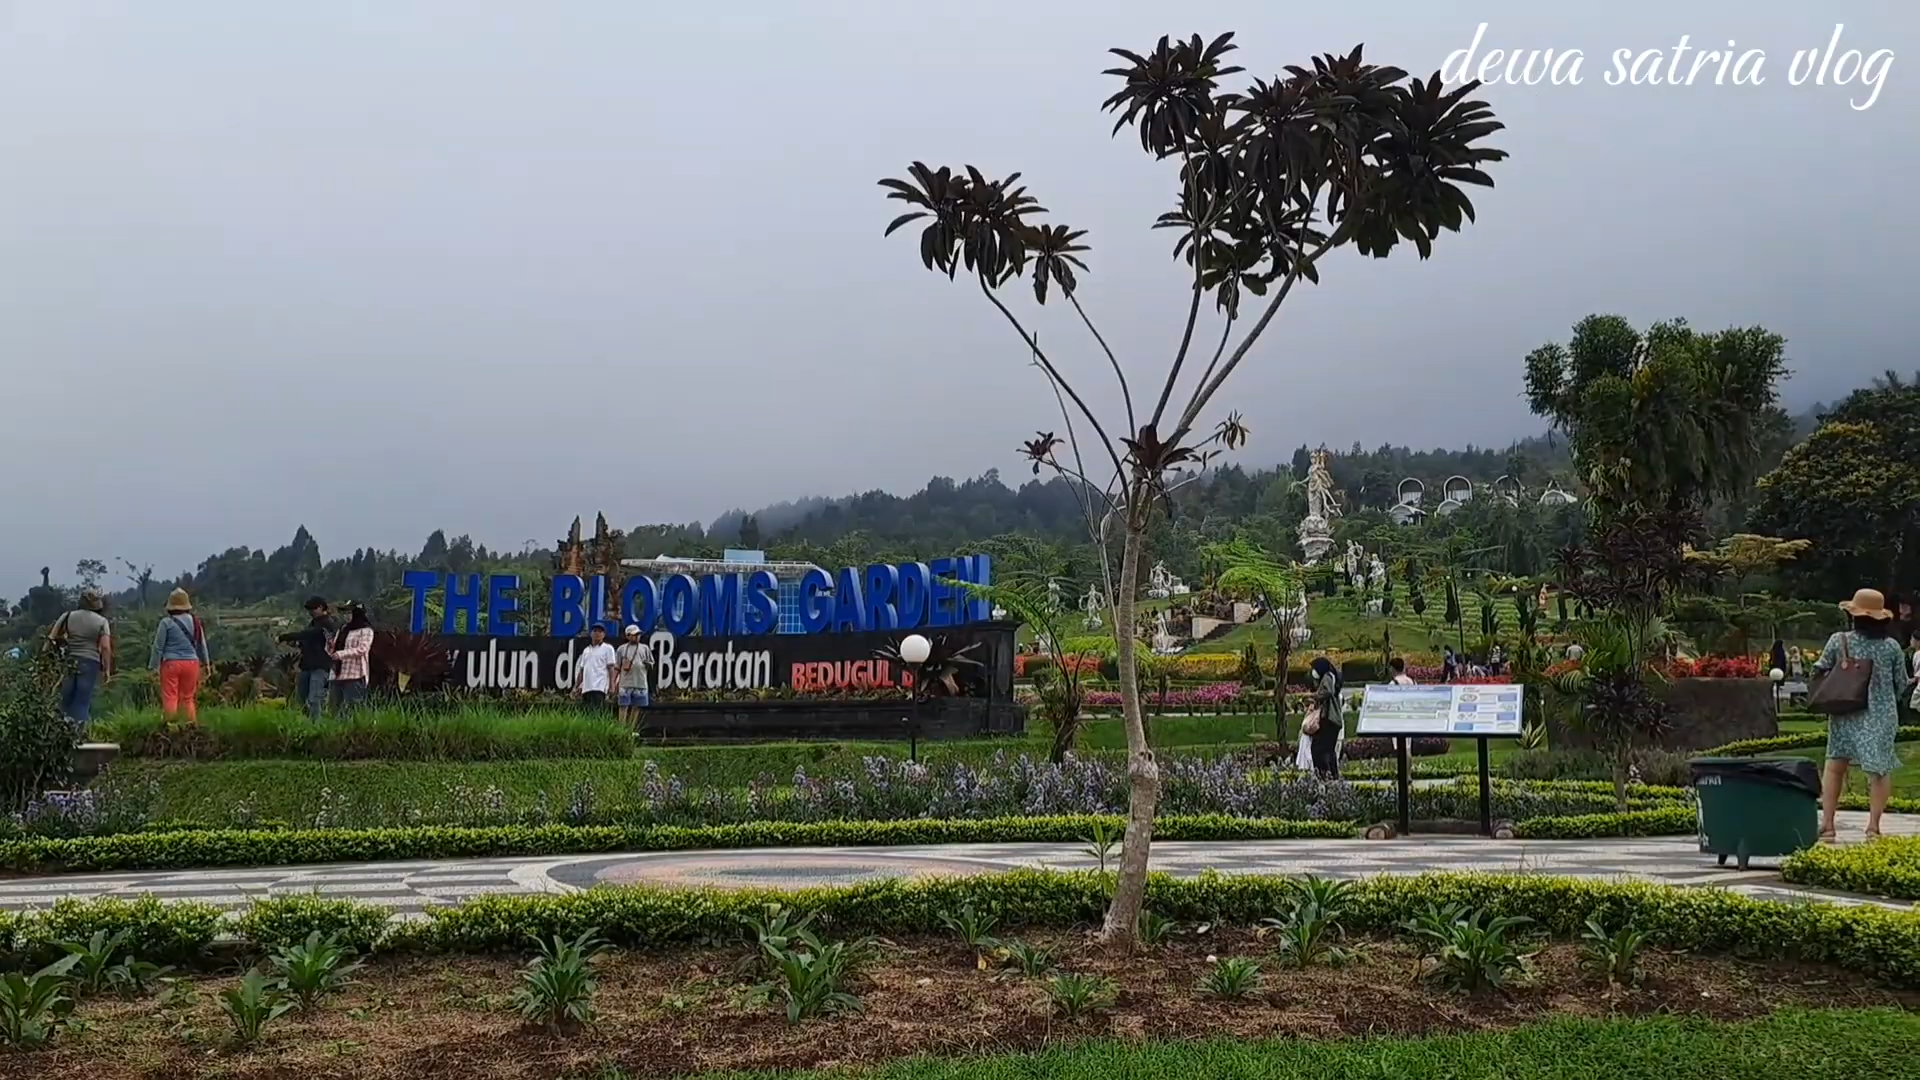 dewa satria vlog
THE BLOOMS GARDEN
ulun d Beratan BEDUGUL